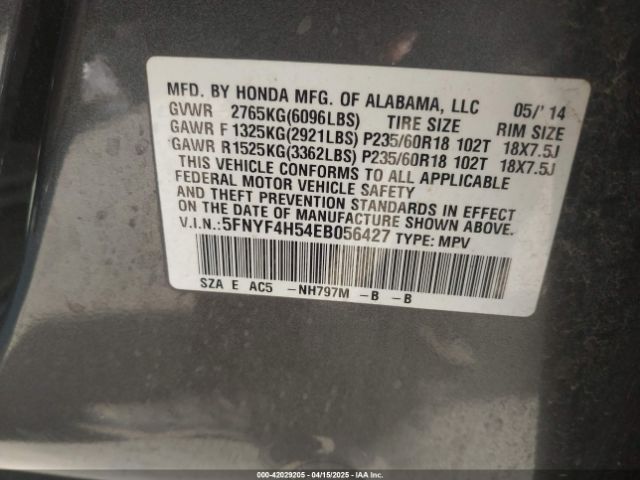 MFD. BY HONDA MFG. OF ALABAMA, LLC 05/'14
GVWR 2765KG(6096LBS) TIRE SIZE RIM SIZE
GAWR F 1325KG(2921LBS) P235/60R18 102T 18X7.5J
GAWR R1525KG(3362LBS) P235/60R18 102T 18X7.5J
THIS VEHICLE CONFORMS TO ALL APPLICABLE
FEDERAL MOTOR VEHICLE SAFETY
AND THEFT PREVENTION STANDARDS IN EFFECT
ON THE DATE OF MANUFACTURE SHOWN ABOVE.
V.I.N.:5FNYF4H54EB056427 TYPE: MPV
SZA E AC5 -NH797M -B -B
000-42029205 - 04/15/2025 - IAAI.COM